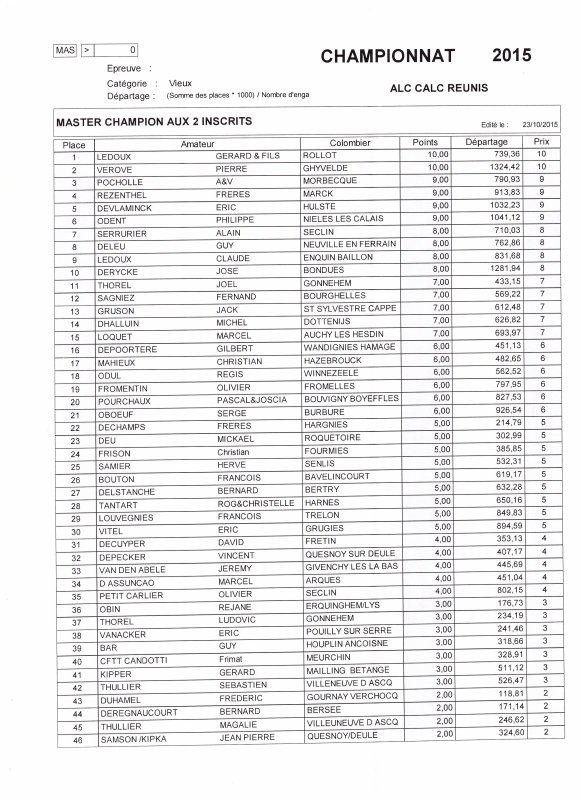 MAS > 0
CHAMPIONNAT 2015
Epreuve :
Catégorie : Vieux
Départage : (Somme des places * 1000) / Nombre d'enga
ALC CALC REUNIS
MASTER CHAMPION AUX 2 INSCRITS Edité le : 23/10/2015
Place Amateur Colombier Points Départage Prix
1 LEDOUX GERARD & FILS ROLLOT 10,00 739,36 10
2 VEROVE PIERRE GHYVELDE 10,00 1324,42 10
3 POCHOLLE A&V MORBECQUE 9,00 790,93 9
4 REZENTHEL FRERES MARCK 9,00 913,83 9
5 DEVLAMINCK ERIC HULSTE 9,00 1032,23 9
6 ODENT PHILIPPE NIELES LES CALAIS 9,00 1041,12 9
7 SERRURIER ALAIN SECLIN 8,00 710,03 8
8 DELEU GUY NEUVILLE EN FERRAIN 8,00 762,86 8
9 LEDOUX CLAUDE ENQUIN BAILLON 8,00 831,68 8
10 DERYCKE JOSE BONDUES 8,00 1281,94 8
11 THOREL JOEL GONNEHEM 7,00 433,15 7
12 SAGNIEZ FERNAND BOURGHELLES 7,00 569,22 7
13 GRUSON JACK ST SYLVESTRE CAPPE 7,00 612,48 7
14 DHALLUIN MICHEL DOTTENIJS 7,00 626,82 7
15 LOQUET MARCEL AUCHY LES HESDIN 7,00 693,97 7
16 DEPOORTERE GILBERT WANDIGNIES HAMAGE 6,00 451,13 6
17 MAHIEUX CHRISTIAN HAZEBROUCK 6,00 482,65 6
18 ODUL REGIS WINNEZEELE 6,00 562,52 6
19 FROMENTIN OLIVIER FROMELLES 6,00 797,95 6
20 POURCHAUX PASCAL&JOSCIA BOUVIGNY BOYEFFLES 6,00 827,53 6
21 OBOEUF SERGE BURBURE 6,00 926,54 6
22 DECHAMPS FRERES HARGNIES 5,00 214,79 5
23 DEU MICKAEL ROQUETOIRE 5,00 302,99 5
24 FRISON Christian FOURMIES 5,00 385,85 5
25 SAMIER HERVE SENLIS 5,00 532,31 5
26 BOUTON FRANCOIS BAVELINCOURT 5,00 619,17 5
27 DELSTANCHE BERNARD BERTRY 5,00 632,28 5
28 TANTART ROG&CHRISTELLE HARNES 5,00 650,16 5
29 LOUVEGNIES FRANCOIS TRELON 5,00 849,83 5
30 VITEL ERIC GRUGIES 5,00 894,59 5
31 DECUYPER DAVID FRETIN 4,00 353,13 4
32 DEPECKER VINCENT QUESNOY SUR DEULE 4,00 407,17 4
33 VAN DEN ABELE JEREMY GIVENCHY LES LA BAS 4,00 445,69 4
34 D ASSUNCAO MARCEL ARQUES 4,00 451,04 4
35 PETIT CARLIER OLIVIER SECLIN 4,00 802,15 4
36 OBIN REJANE ERQUINGHEM/LYS 3,00 176,73 3
37 THOREL LUDOVIC GONNEHEM 3,00 234,19 3
38 VANACKER ERIC POUILLY SUR SERRE 3,00 241,46 3
39 BAR GUY HOUPLIN ANCOISNE 3,00 318,66 3
40 CFTT CANDOTTI Frimat MEURCHIN 3,00 328,91 3
41 KIPPER GERARD MAILLING BETANGE 3,00 511,12 3
42 THULLIER SEBASTIEN VILLENEUVE D ASCQ 3,00 526,47 3
43 DUHAMEL FREDERIC GOURNAY VERCHOCQ 2,00 118,81 2
44 DEREGNAUCOURT BERNARD BERSEE 2,00 171,14 2
45 THULLIER MAGALIE VILLEUNEUVE D ASCQ 2,00 246,62 2
46 SAMSON /KIPKA JEAN PIERRE QUESNOY/DEULE 2,00 324,60 2